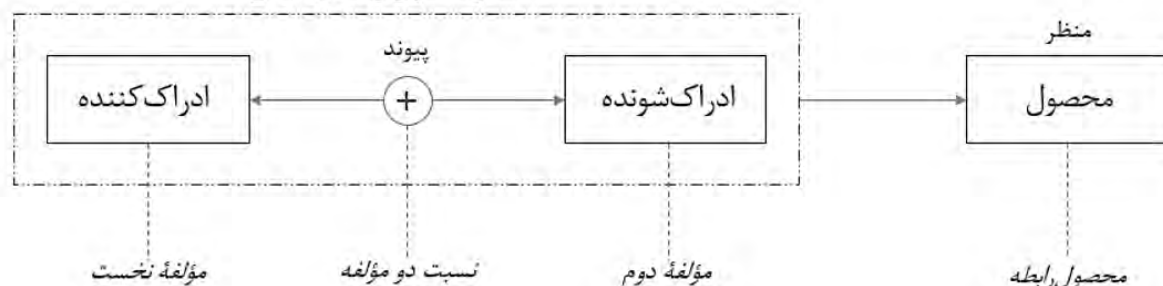 منظر
پیوند
محصول
ادراک‌شونده
+
ادراک‌کننده
محصول رابطه
مؤلفهٔ دوم
نسبت دو مؤلفه
مؤلفهٔ نخست